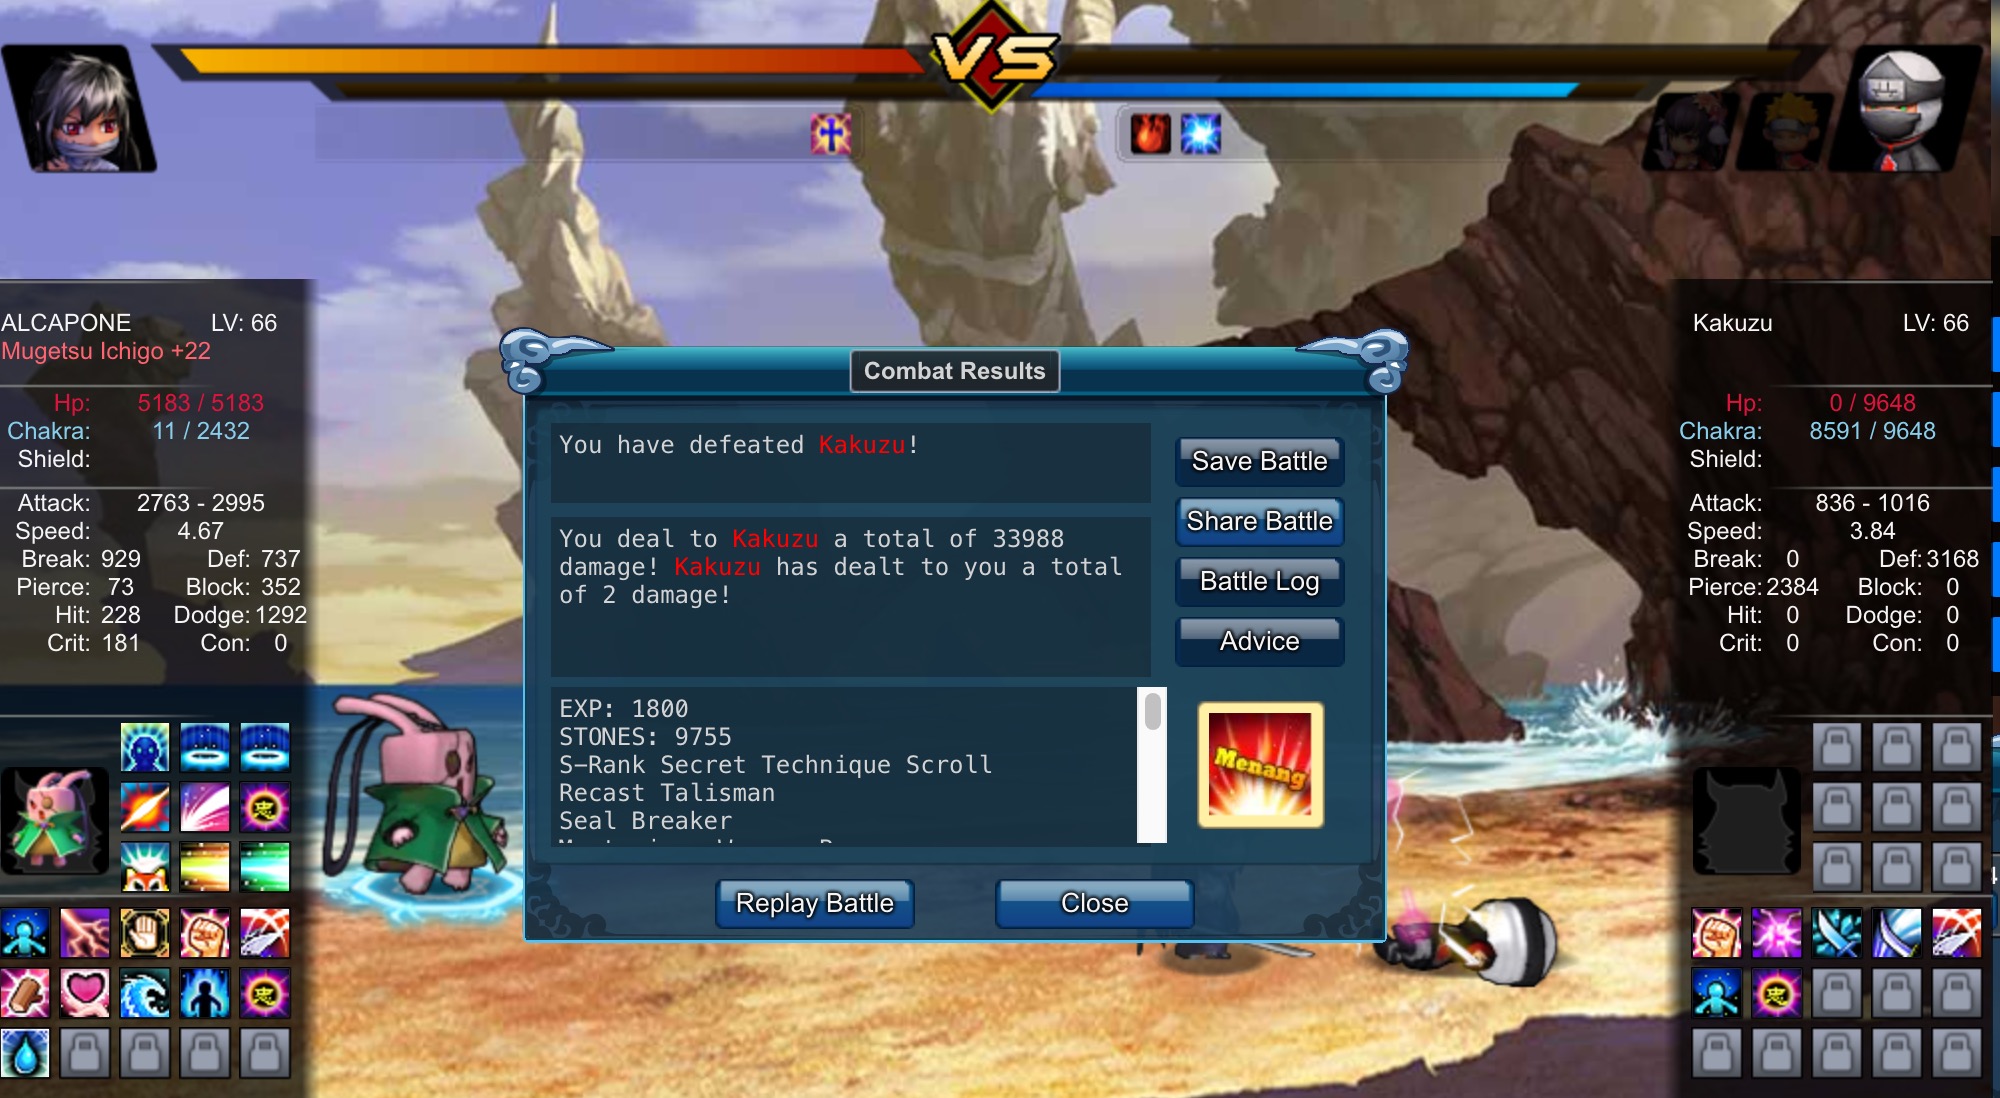 VS
ALCAPONE LV: 66
Mugetsu Ichigo +22
Hp: 5183 / 5183
Chakra: 11 / 2432
Shield:
Attack: 2763 - 2995
Speed: 4.67
Break: 929 Def: 737
Pierce: 73 Block: 352
Hit: 228 Dodge: 1292
Crit: 181 Con: 0
Combat Results
You have defeated Kakuzu!
You deal to Kakuzu a total of 33988
damage! Kakuzu has dealt to you a total
of 2 damage!
EXP: 1800
STONES: 9755
S-Rank Secret Technique Scroll
Recast Talisman
Seal Breaker
Save Battle
Share Battle
Battle Log
Advice
Menang
Replay Battle
Close
Kakuzu LV: 66
Hp: 0 / 9648
Chakra: 8591 / 9648
Shield:
Attack: 836 - 1016
Speed: 3.84
Break: 0 Def: 3168
Pierce: 2384 Block: 0
Hit: 0 Dodge: 0
Crit: 0 Con: 0
忠
忠
忠